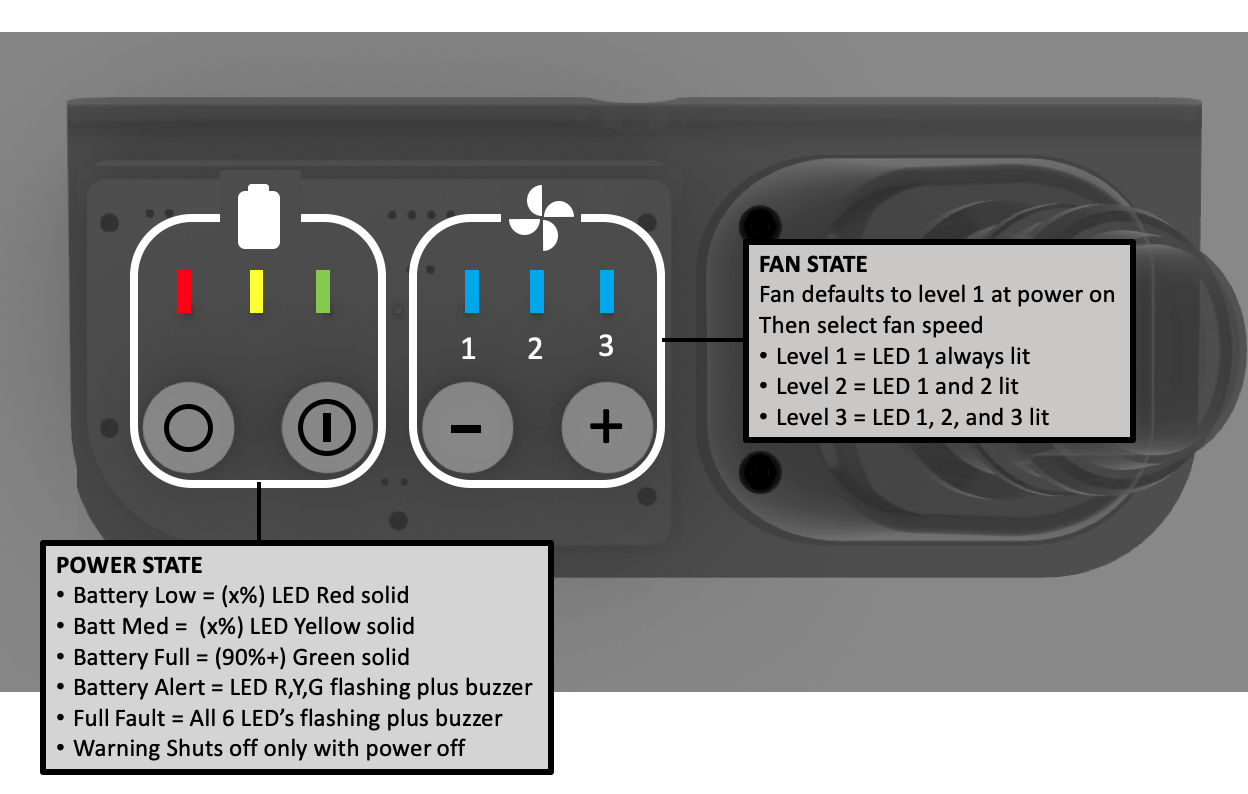 1 2 3
FAN STATE
Fan defaults to level 1 at power on
Then select fan speed
• Level 1 = LED 1 always lit
• Level 2 = LED 1 and 2 lit
• Level 3 = LED 1, 2, and 3 lit
POWER STATE
• Battery Low = (x%) LED Red solid
• Batt Med =  (x%) LED Yellow solid
• Battery Full = (90%+) Green solid
• Battery Alert = LED R,Y,G flashing plus buzzer
• Full Fault = All 6 LED’s flashing plus buzzer
• Warning Shuts off only with power off